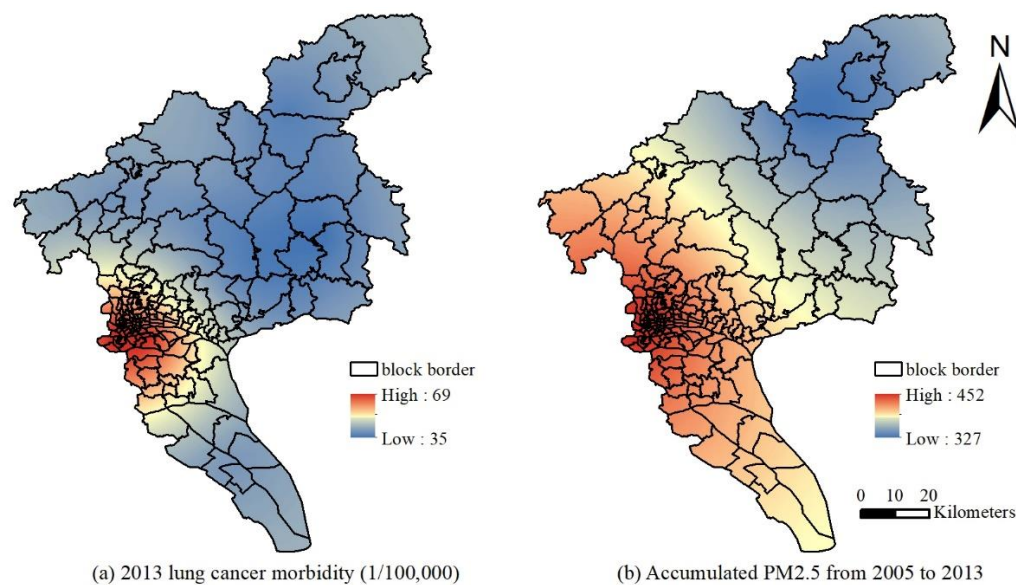 N
block border
High : 69
Low : 35
block border
High : 452
Low : 327
0 10 20
Kilometers
(a) 2013 lung cancer morbidity (1/100,000)
(b) Accumulated PM2.5 from 2005 to 2013